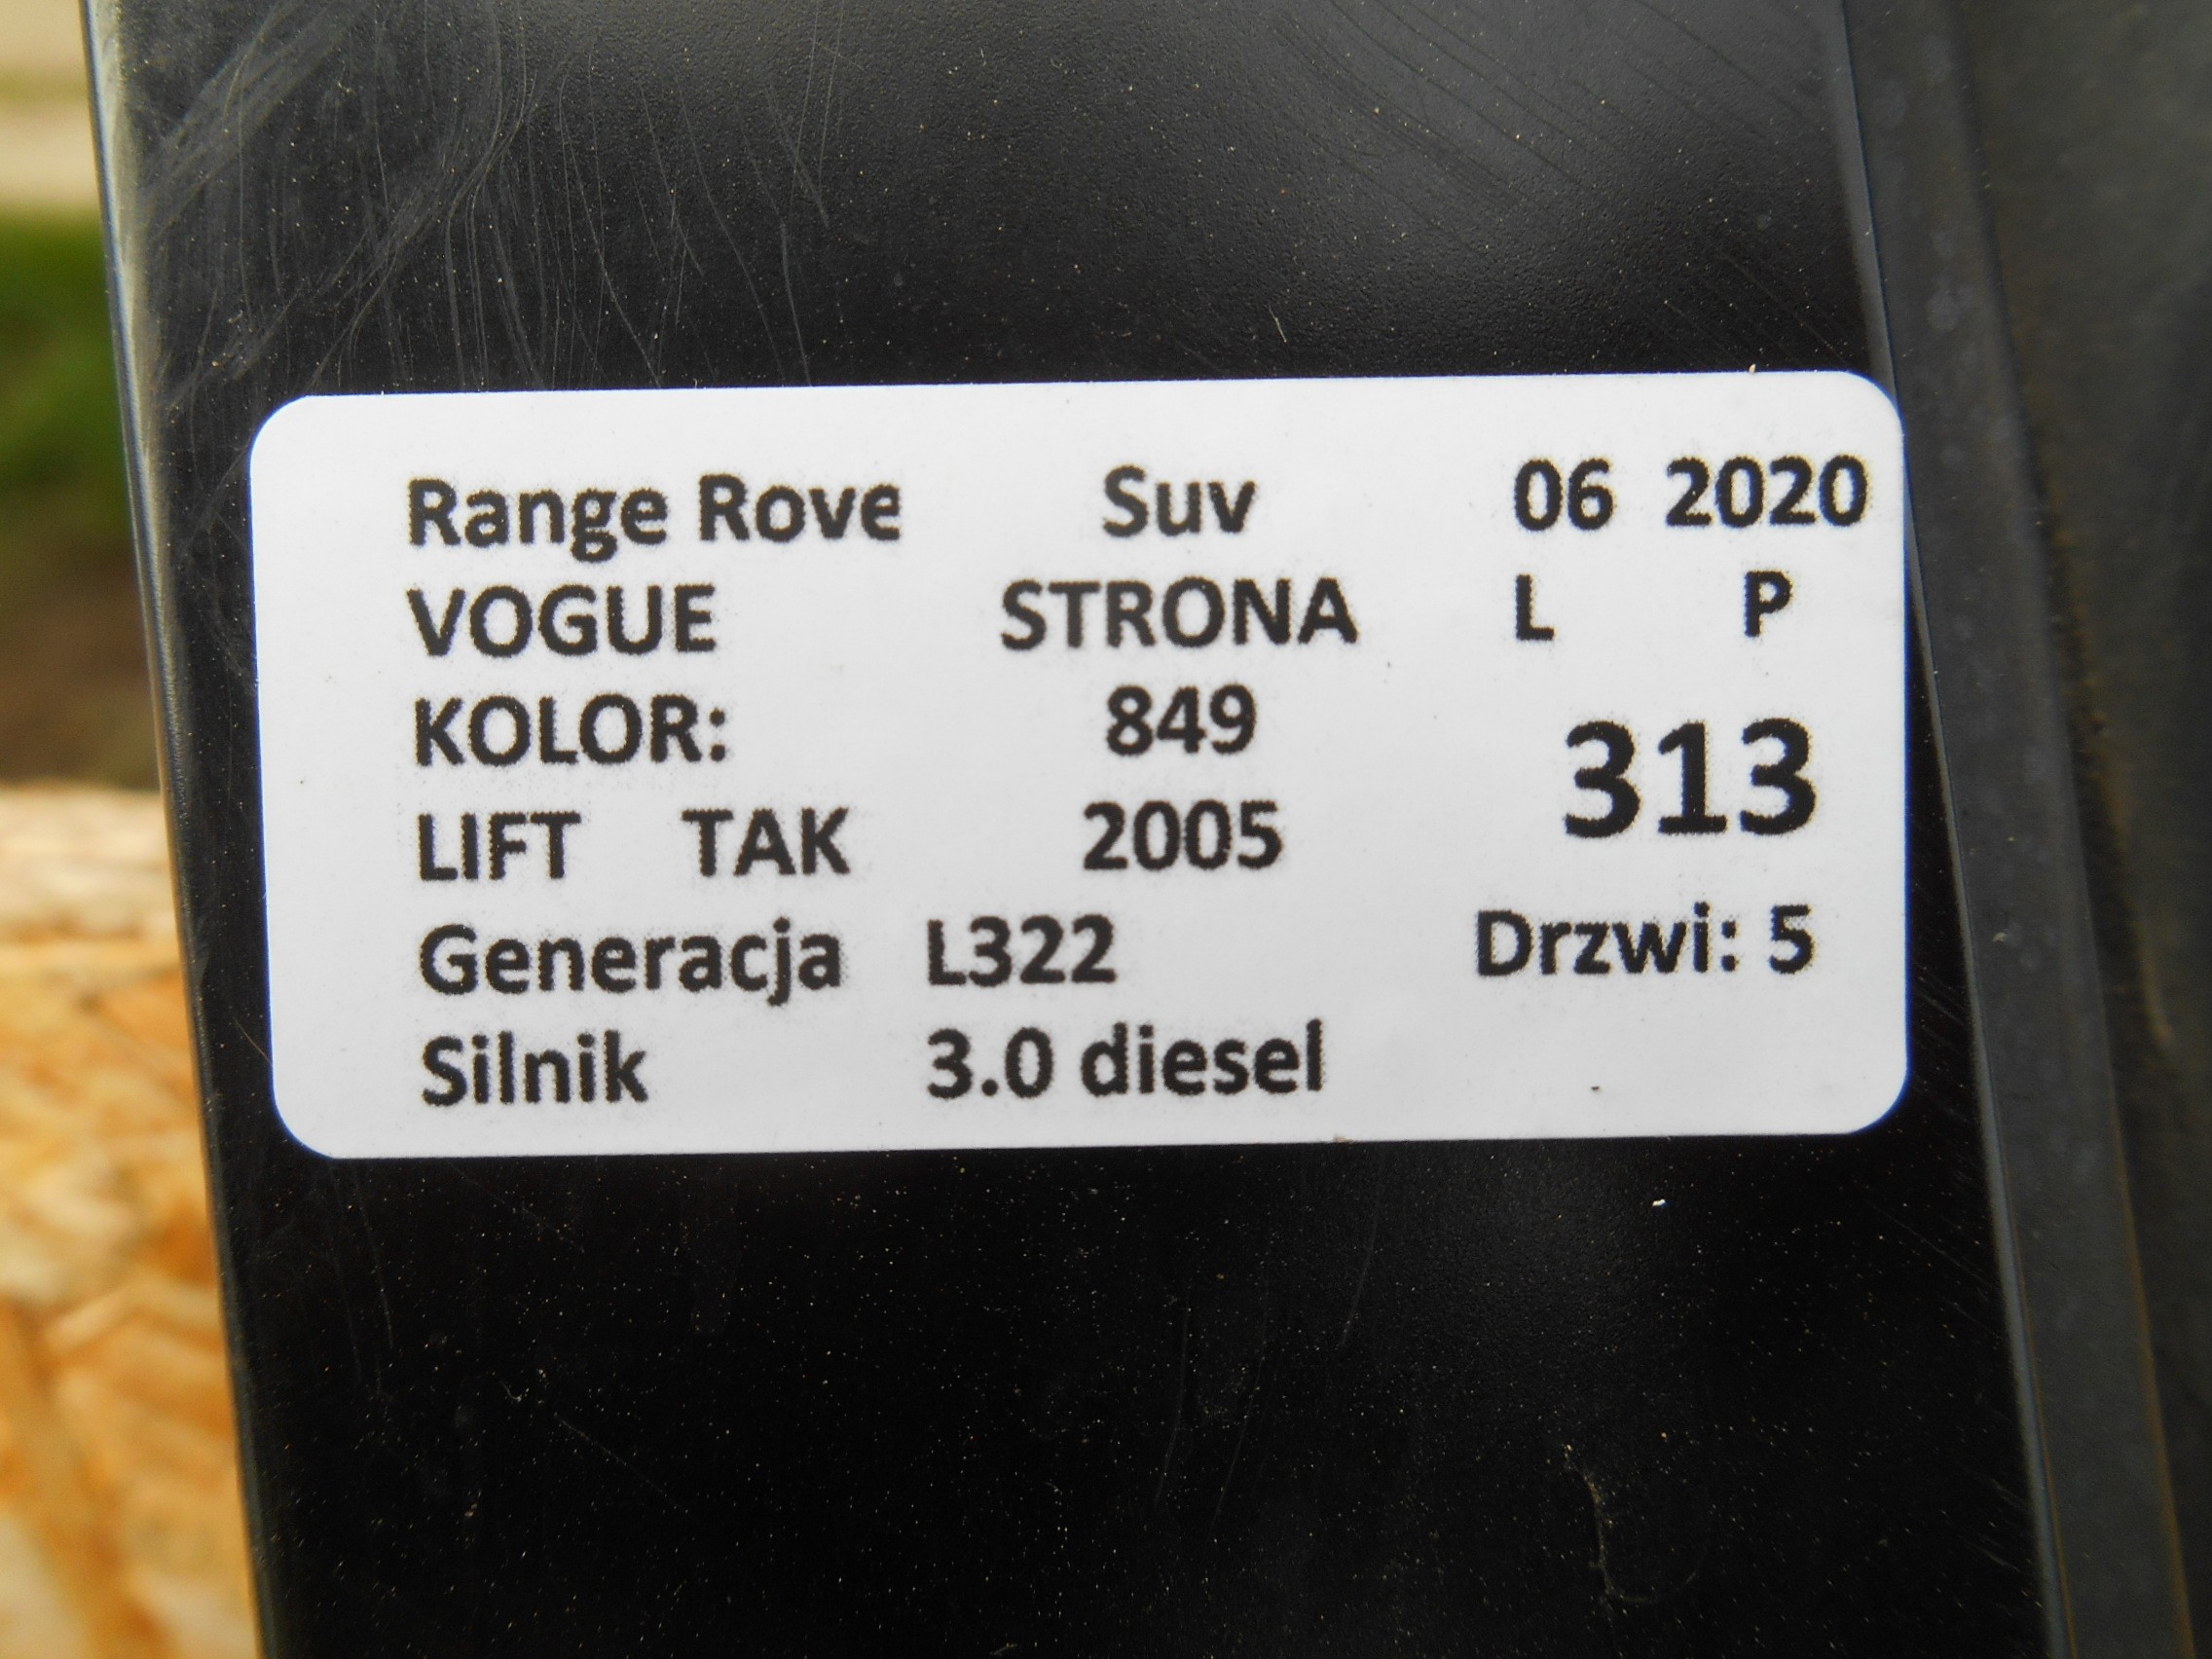 Range Rove Suv 06 2020
VOGUE STRONA L P
KOLOR: 849
313
LIFT TAK 2005
Generacja L322 Drzwi: 5
Silnik 3.0 diesel